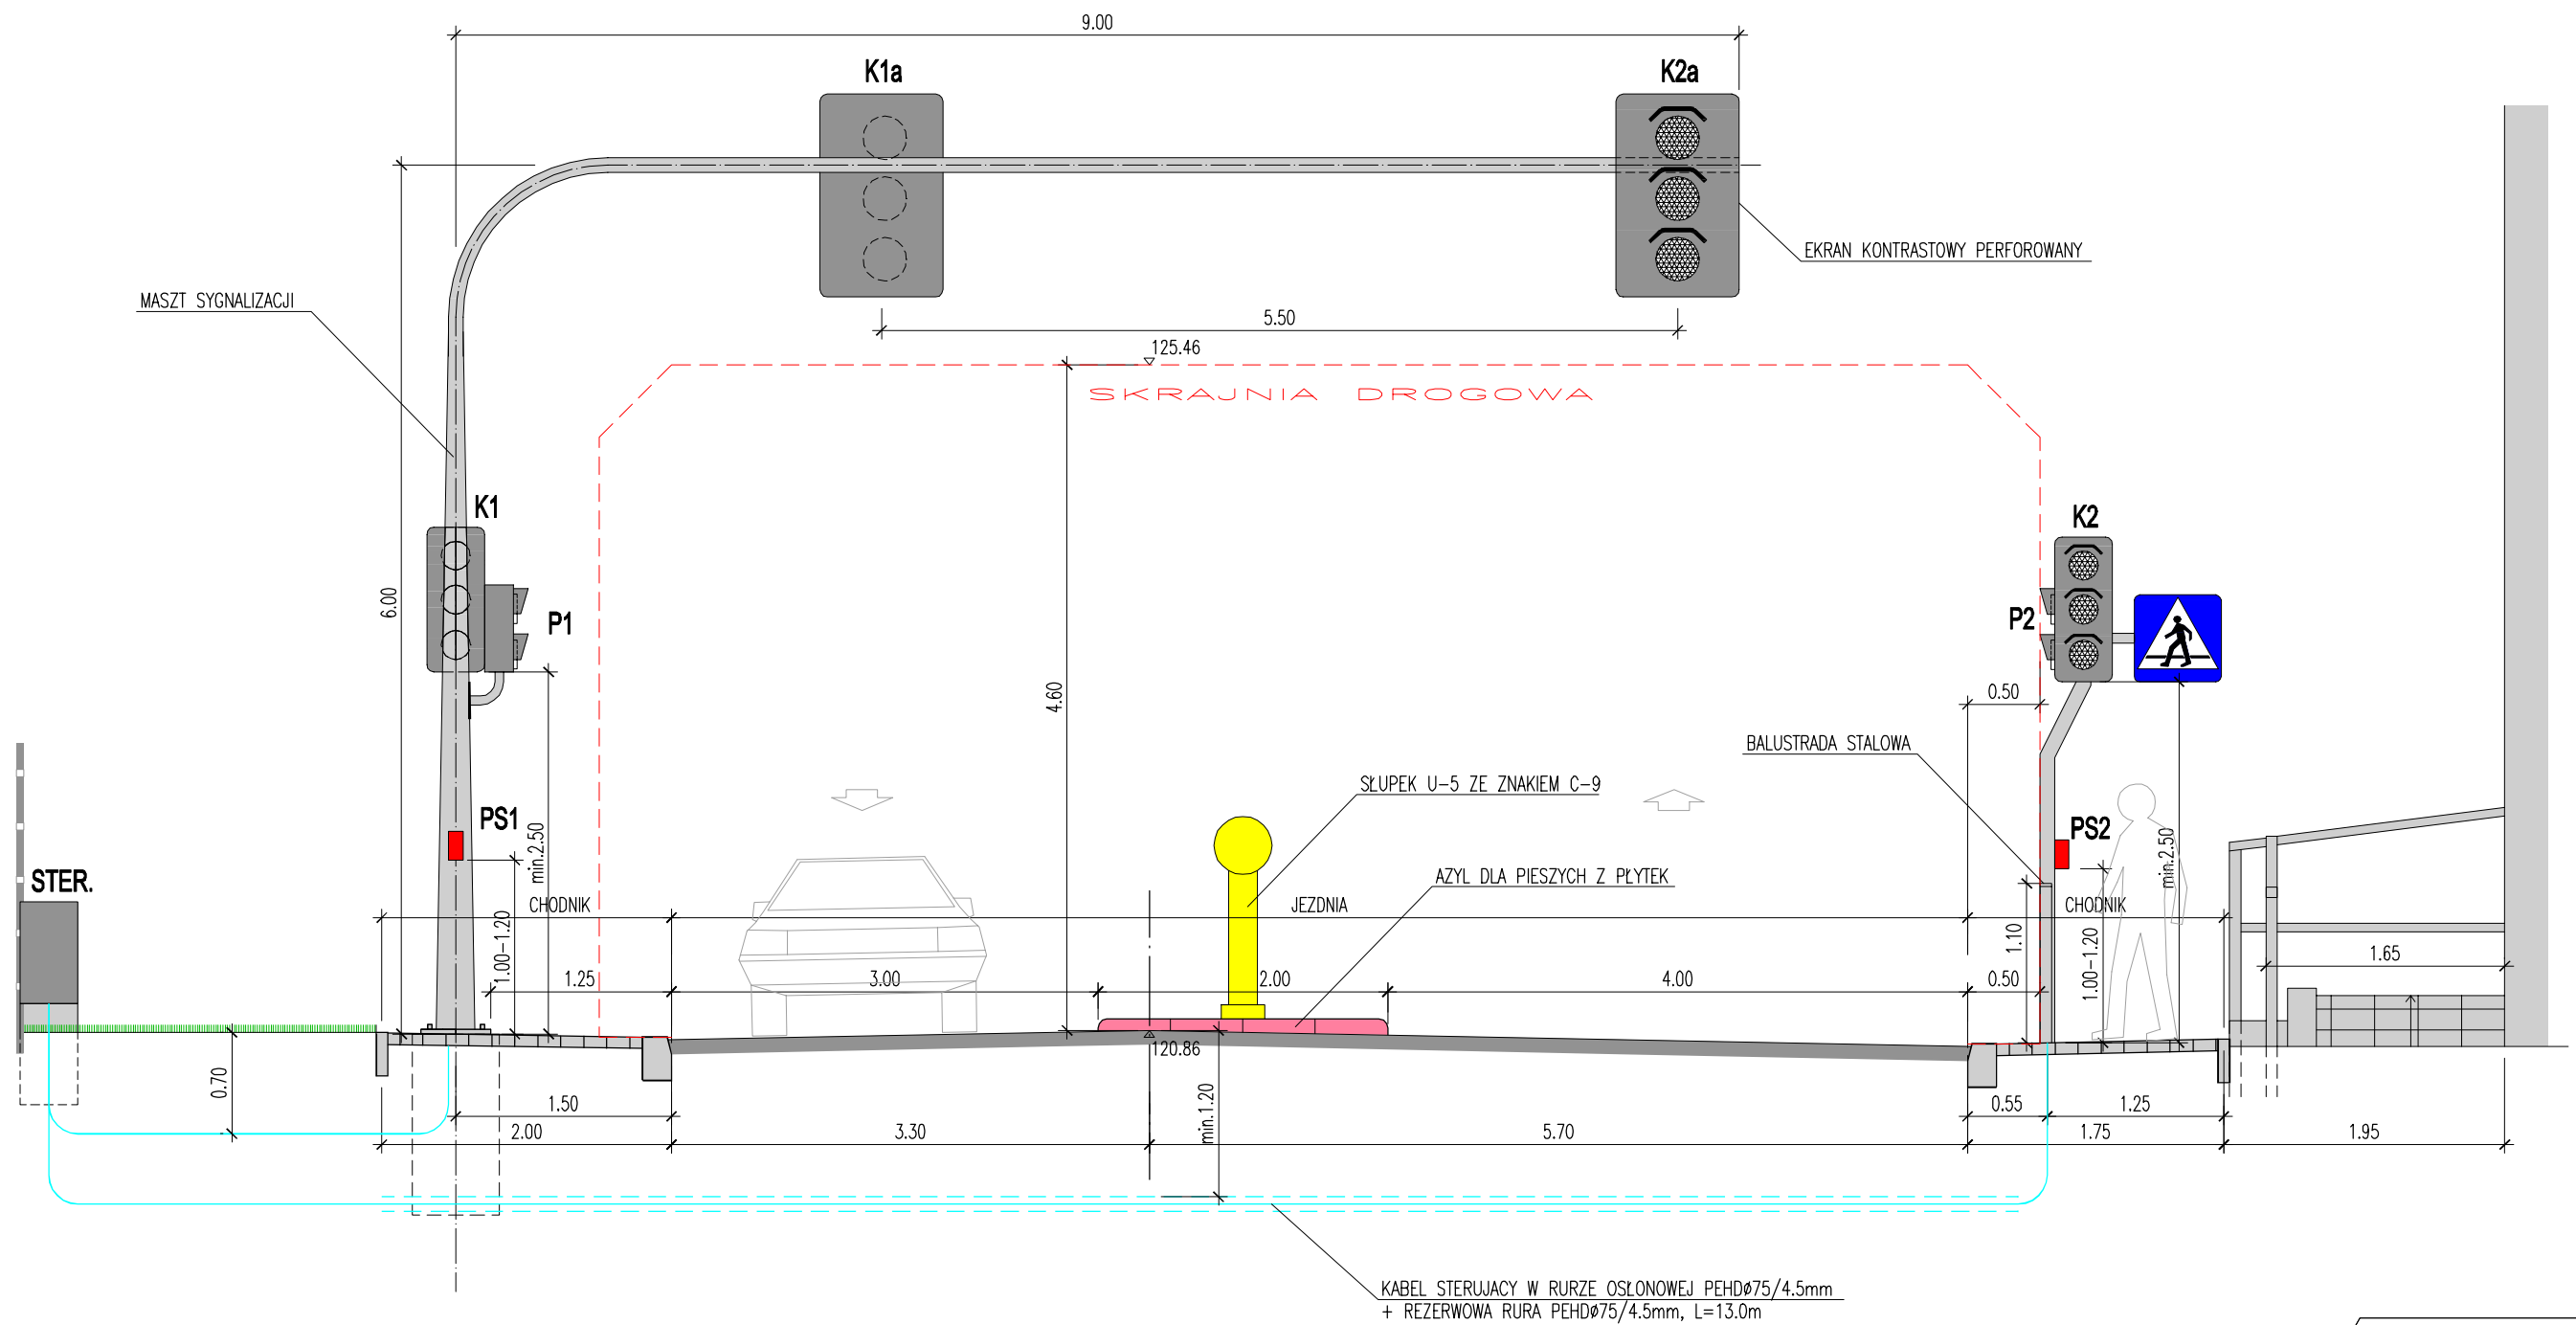 9.00
K1a
K2a
EKRAN KONTRASTOWY PERFOROWANY
MASZT SYGNALIZACJI
5.50
125.46
SKRAJNIA DROGOWA
K1
K2
6.00
P1
P2
4.60
0.50
BALUSTRADA STALOWA
SŁUPEK U-5 ZE ZNAKIEM C-9
PS1
PS2
min.2.50
min.2.50
STER.
AZYL DLA PIESZYCH Z PŁYTEK
CHODNIK
JEZDNIA
CHODNIK
1.00-1.20
1.10
1.00-1.20
1.65
1.25
3.00
2.00
4.00
0.50
120.86
0.70
1.50
min.1.20
0.55
1.25
2.00
3.30
5.70
1.75
1.95
KABEL STERUJACY W RURZE OSŁONOWEJ PEHDø75/4.5mm
+ REZERWOWA RURA PEHDø75/4.5mm, L=13.0m